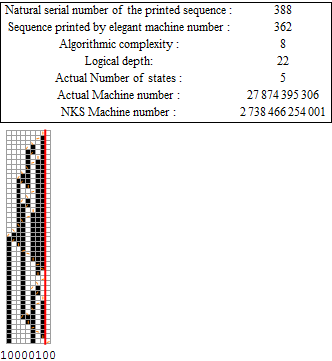 Natural serial number of the printed sequence : 388
Sequence printed by elegant machine number : 362
Algorithmic complexity : 8
Logical depth: 22
Actual Number of states : 5
Actual Machine number : 27 874 395 306
NKS Machine number : 2 738 466 254 001
10000100